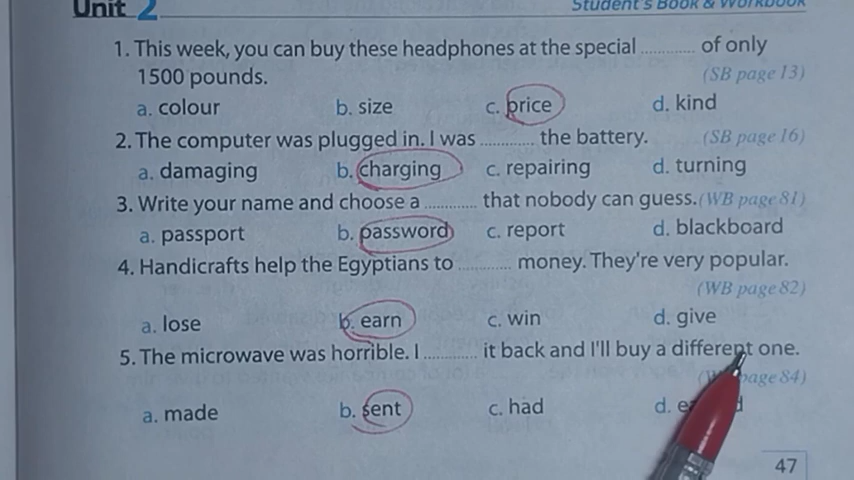 Unit 2
Student's Book & Workbook
1. This week, you can buy these headphones at the special ............ of only
1500 pounds. (SB page 13)
a. colour b. size c. price d. kind
2. The computer was plugged in. I was ............ the battery. (SB page 16)
a. damaging b. charging c. repairing d. turning
3. Write your name and choose a ............ that nobody can guess. (WB page 81)
a. passport b. password c. report d. blackboard
4. Handicrafts help the Egyptians to ............ money. They're very popular.
(WB page 82)
a. lose b. earn c. win d. give
5. The microwave was horrible. I ............ it back and I'll buy a different one.
page 84)
a. made b. sent c. had d.
47